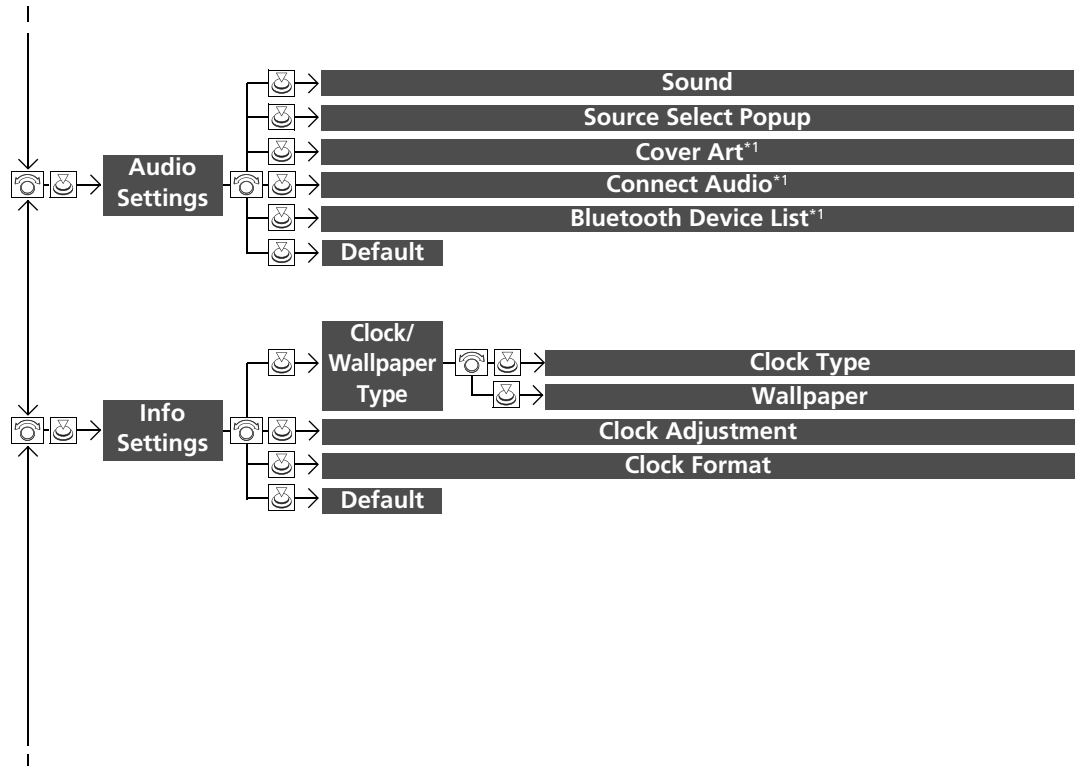 Sound
Source Select Popup
Cover Art*1
Audio
Settings
Connect Audio*1
Bluetooth Device List*1
Default
Clock/
Wallpaper
Type
Clock Type
Wallpaper
Info
Settings
Clock Adjustment
Clock Format
Default